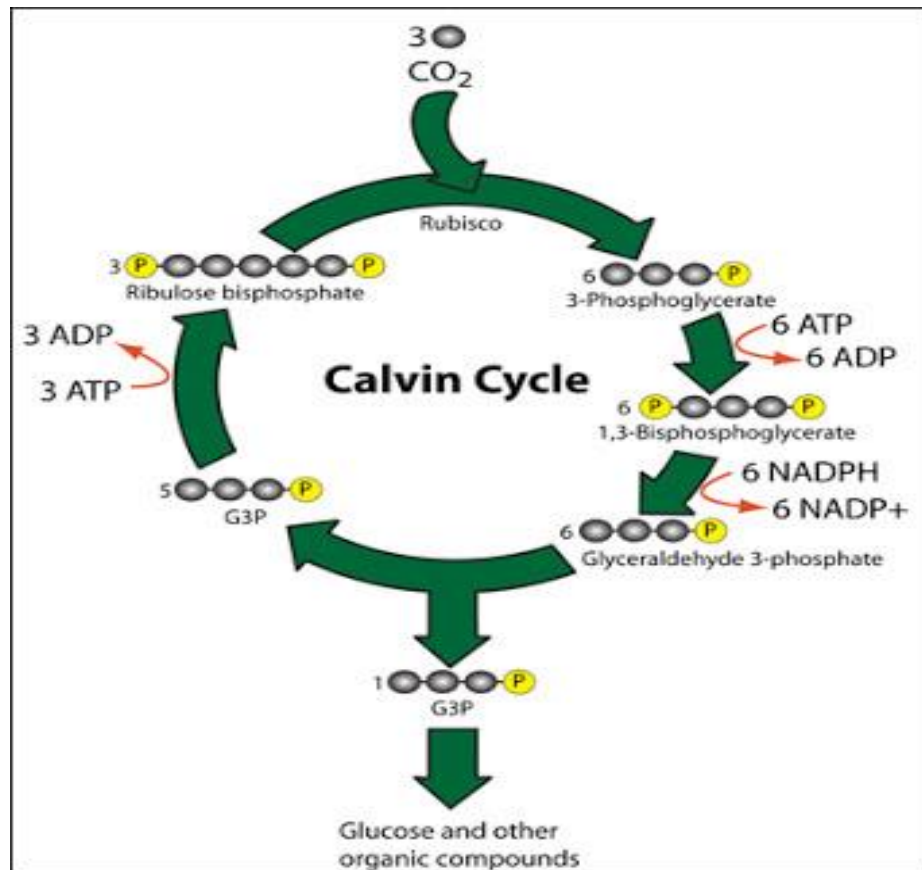 3
CO2
Rubisco
3 P P
Ribulose bisphosphate
6 P
3-Phosphoglycerate
3 ADP
3 ATP
Calvin Cycle
6 ATP
6 ADP
6 P P
1,3-Bisphosphoglycerate
6 NADPH
6 NADP+
5 P
G3P
6 P
Glyceraldehyde 3-phosphate
1 P
G3P
Glucose and other
organic compounds